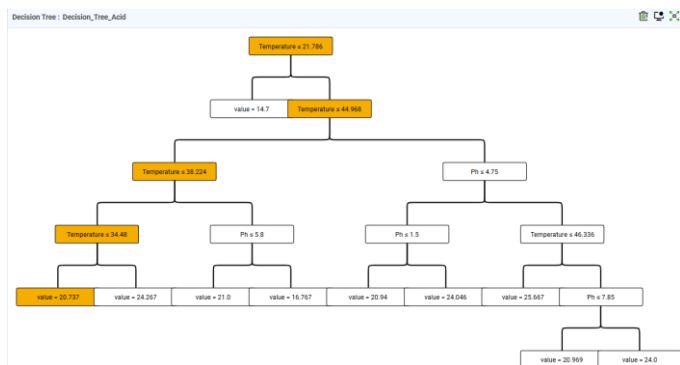 Decision Tree : Decision_Tree_Acid
Temperature ≤ 21.786
value = 14.7
Temperature ≤ 44.968
Temperature ≤ 38.224
Ph ≤ 4.75
Temperature ≤ 34.48
Ph ≤ 5.8
Ph ≤ 1.5
Temperature ≤ 46.336
value = 20.737
value = 24.267
value = 21.0
value = 16.767
value = 20.94
value = 24.046
value = 25.667
Ph ≤ 7.85
value = 20.969
value = 24.0